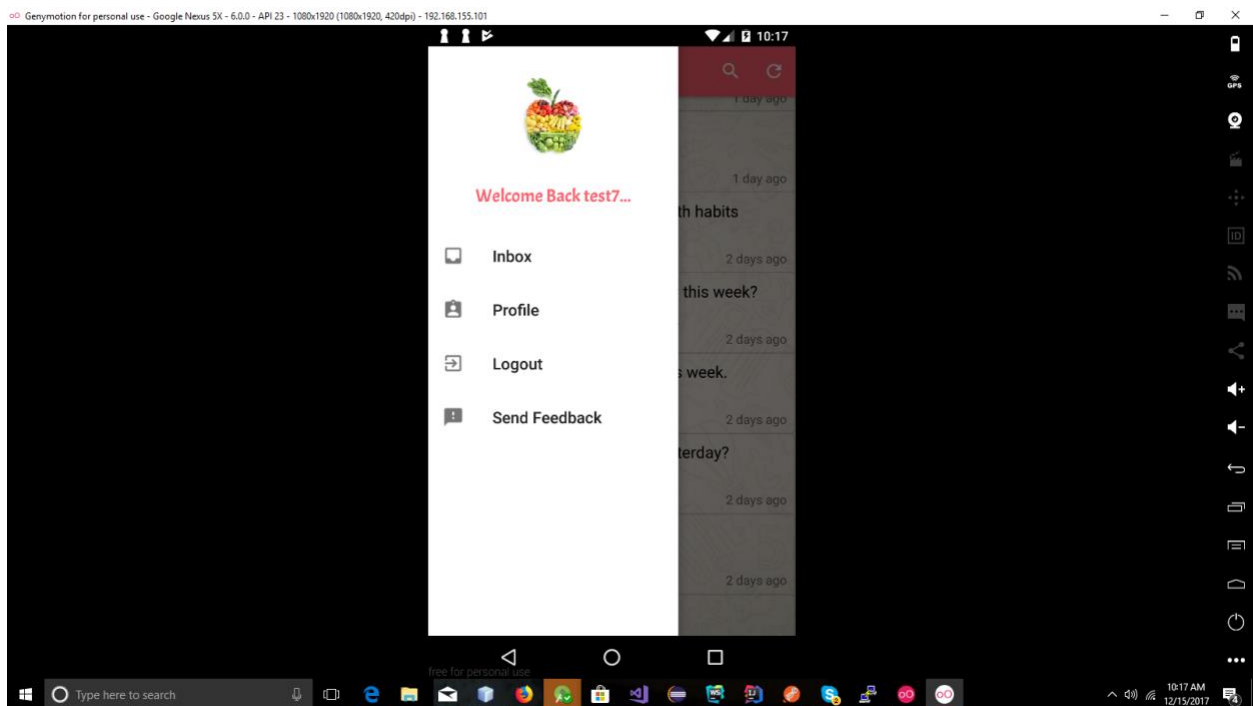 Genymotion for personal use - Google Nexus 5X - 6.0.0 - API 23 - 1080x1920 (1080x1920, 420dpi) - 192.168.155.101
10:17
GPS
1 day ago
Welcome Back test7...
1 day ago
th habits
Inbox
2 days ago
ID
this week?
Profile
2 days ago
Logout
s week.
Send Feedback
2 days ago
terday?
2 days ago
2 days ago
free for personal use
Type here to search
10:17 AM
12/15/2017
4